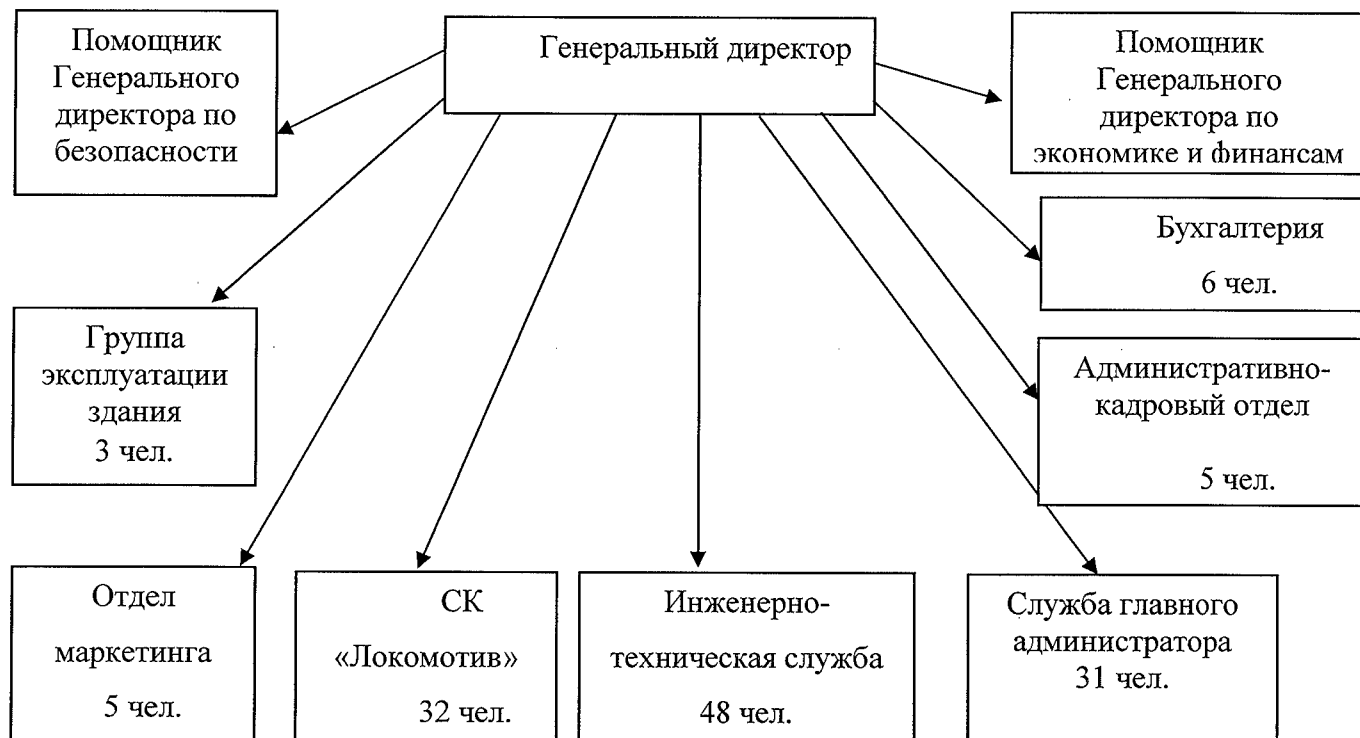 Генеральный директор
Помощник
Генерального
директора по
безопасности
Помощник
Генерального
директора по
экономике и финансам
Бухгалтерия
6 чел.
Группа
эксплуатации
здания
3 чел.
Административно-
кадровый отдел
5 чел.
Отдел
маркетинга
5 чел.
СК
«Локомотив»
32 чел.
Инженерно-
техническая служба
48 чел.
Служба главного
администратора
31 чел.